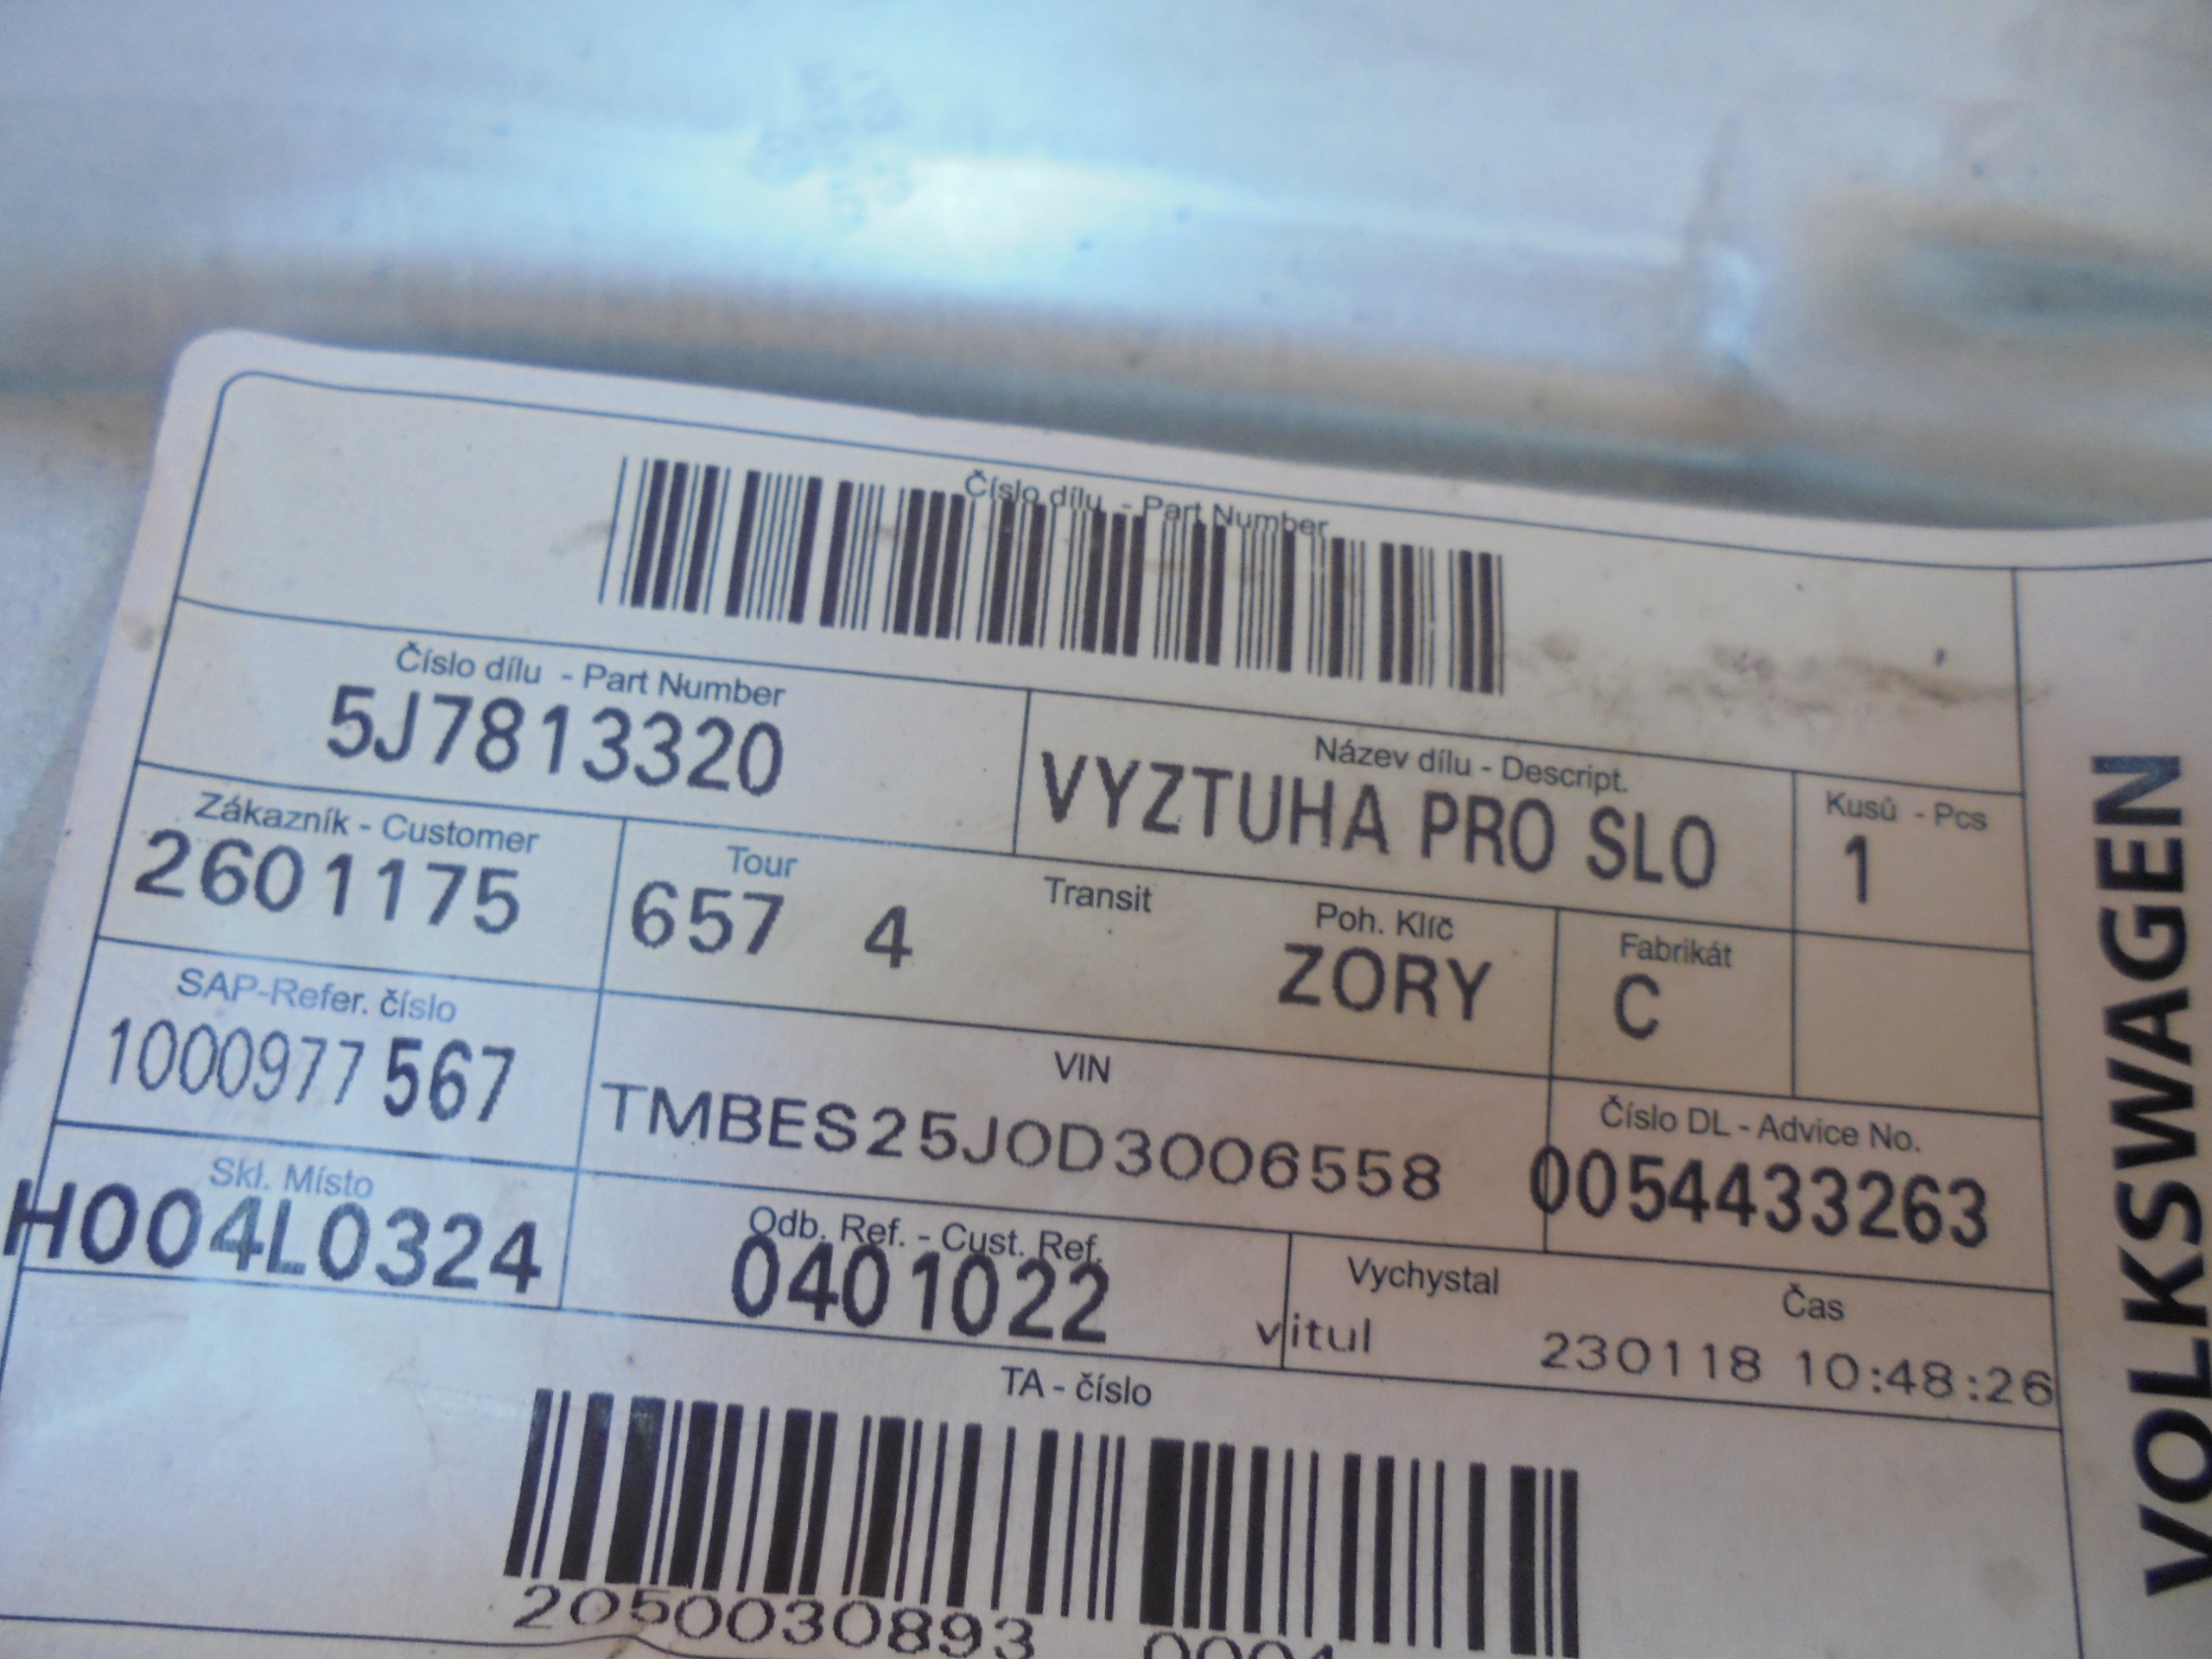 Číslo dílu - Part Number
Číslo dílu - Part Number
5J7813320
Název dílu - Descript.
VYZTUHA PRO SLO
Kusů - Pcs
1
Zákazník - Customer
2601175
Tour
657 4
Transit
Poh. Klíč
ZORY
Fabrikát
C
SAP-Refer. číslo
1000977567
VIN
TMBES25J0D3006558
Číslo DL - Advice No.
0054433263
Skl. Místo
H004L0324
Odb. Ref. - Cust. Ref.
0401022
Vychystal
vitul
Čas
230118 10:48:26
TA - číslo
2050030893 0004
VOLKSWAGEN